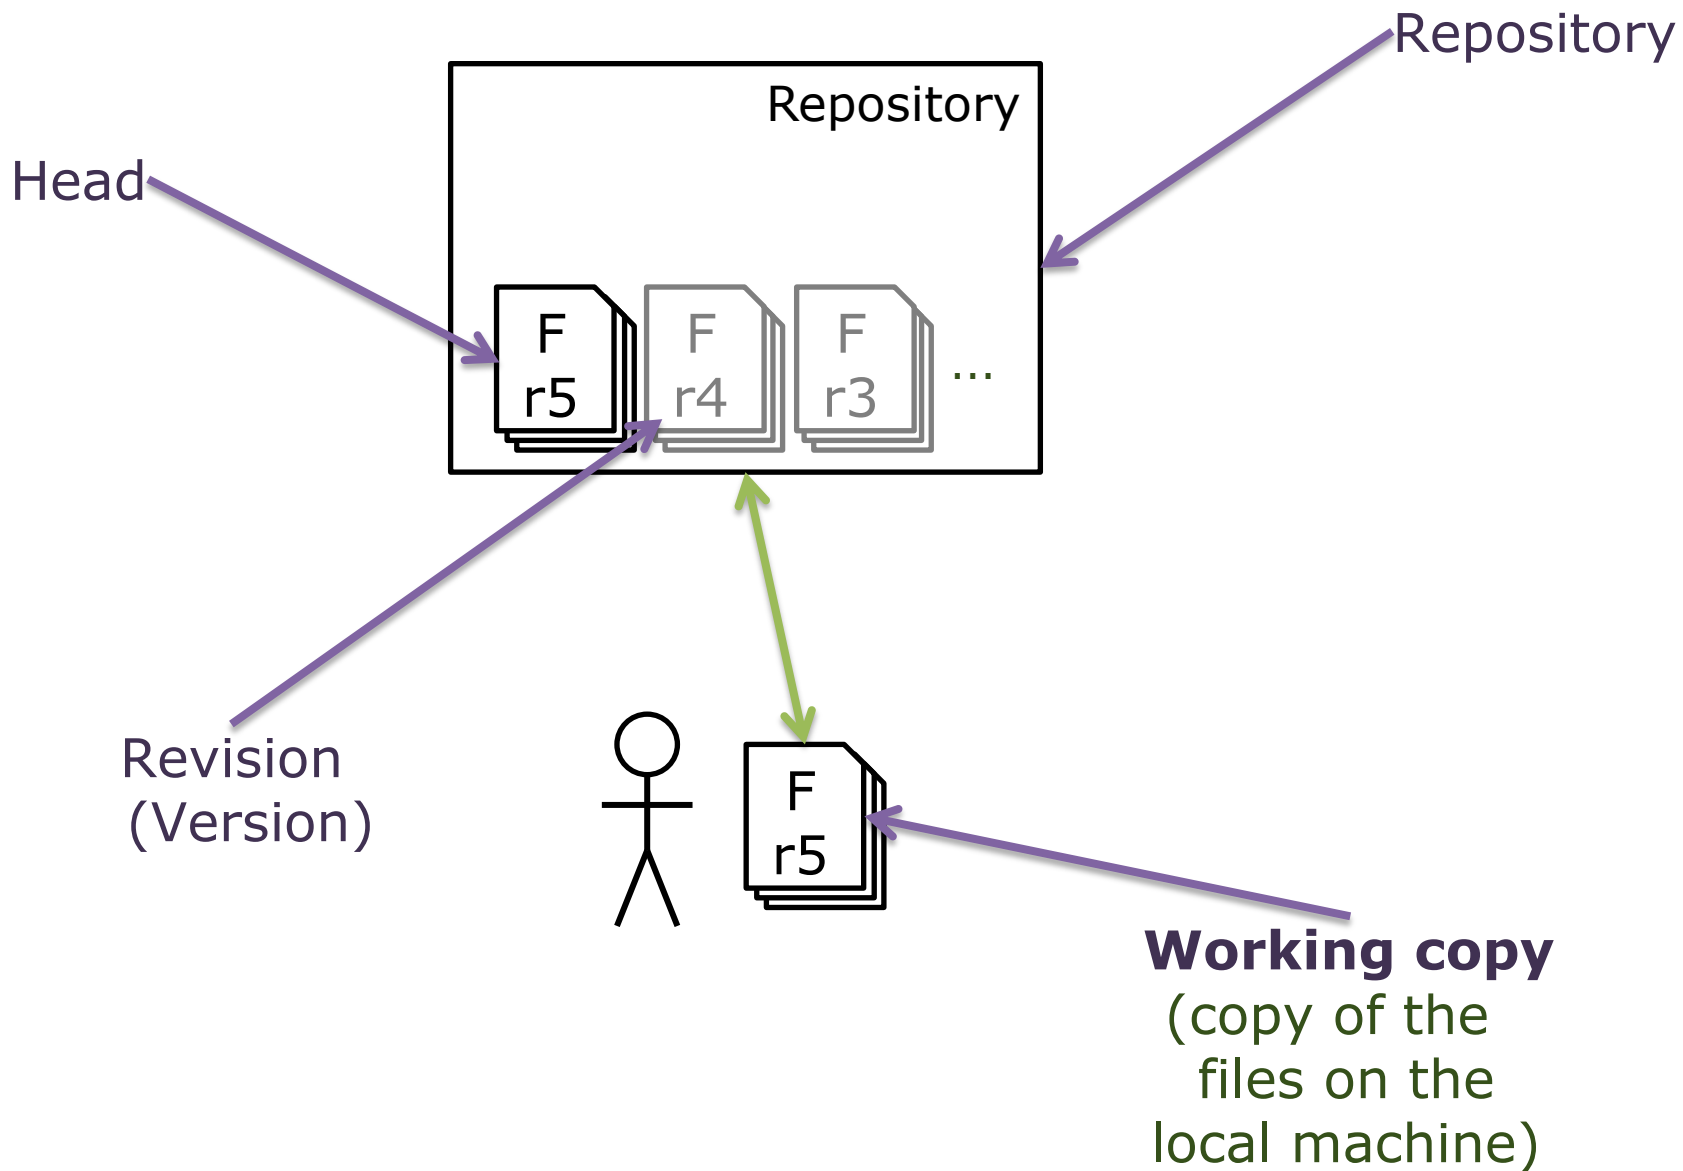 Repository
Repository
Head
F
r5
F
r4
F
r3
...
Revision
(Version)
F
r5
Working copy
(copy of the
files on the
local machine)